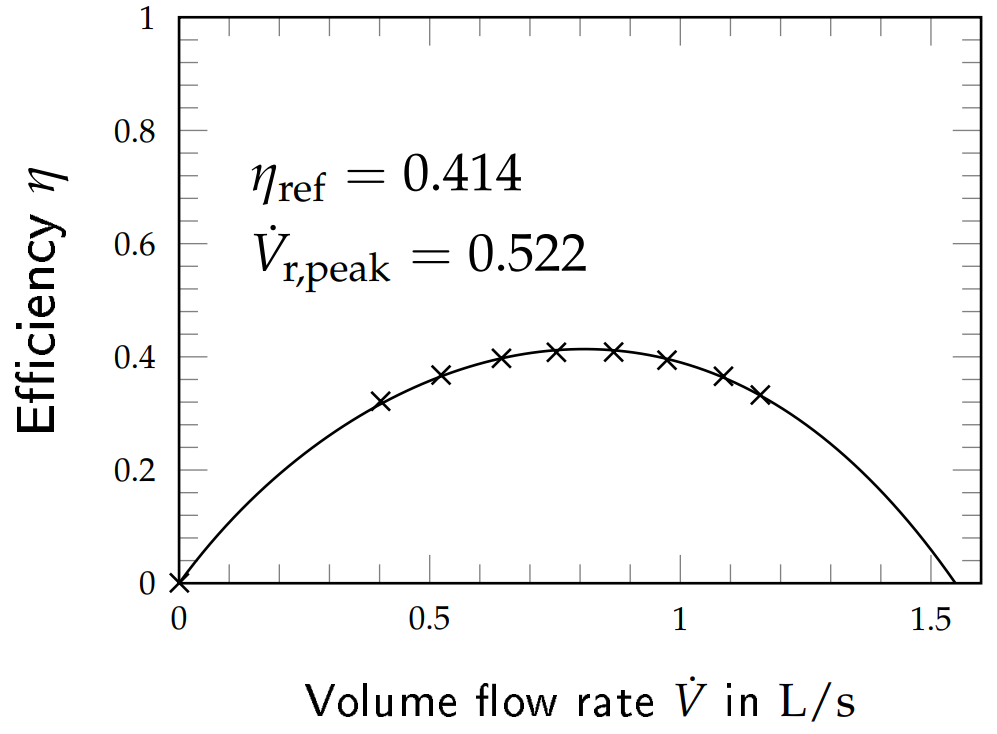 1
0.8
0.6
0.4
0.2
0
Efficiency η
η_ref = 0.414
V̇_r,peak = 0.522
0 0.5 1 1.5
Volume flow rate V̇ in L/s